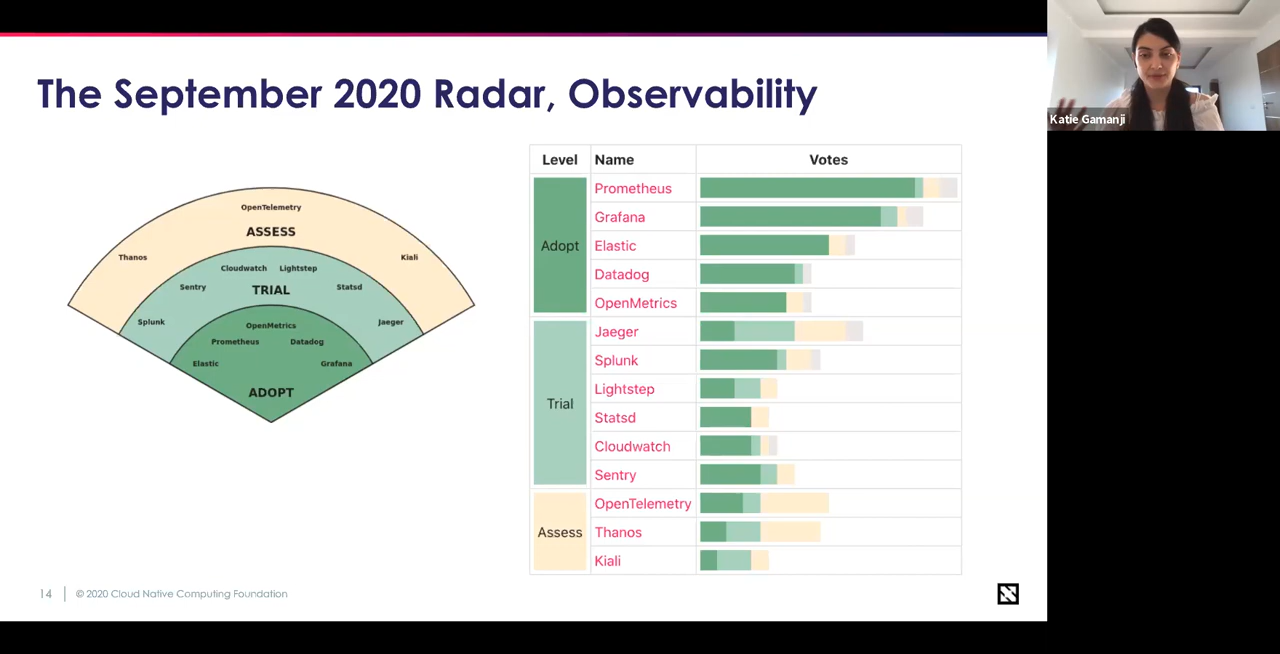 The September 2020 Radar, Observability
Katie Gamanji
OpenTelemetry
ASSESS
Thanos
Kiali
Cloudwatch
Lightstep
Sentry
TRIAL
Statsd
Splunk
Jaeger
OpenMetrics
Prometheus
Datadog
Elastic
Grafana
ADOPT
Level Name Votes
Adopt
Prometheus
Grafana
Elastic
Datadog
OpenMetrics
Trial
Jaeger
Splunk
Lightstep
Statsd
Cloudwatch
Sentry
Assess
OpenTelemetry
Thanos
Kiali
14 | © 2020 Cloud Native Computing Foundation